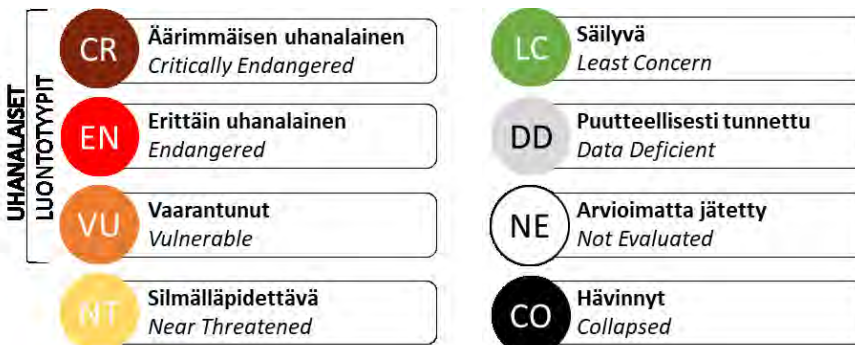 UHANALAISET
LUONTOTYYPIT
CR
Äärimmäisen uhanalainen
Critically Endangered
EN
Erittäin uhanalainen
Endangered
VU
Vaarantunut
Vulnerable
NT
Silmälläpidettävä
Near Threatened
LC
Säilyvä
Least Concern
DD
Puutteellisesti tunnettu
Data Deficient
NE
Arvioimatta jätetty
Not Evaluated
CO
Hävinnyt
Collapsed